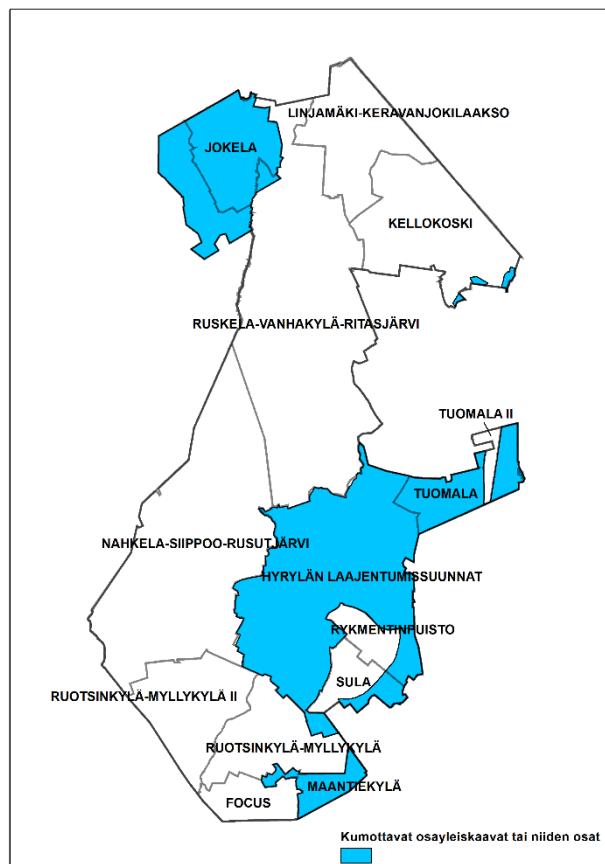 LINJAMÄKI-KERAVANJOKILAAKSO
JOKELA
KELLOKOSKI
RUSKELA-VANHAKYLÄ-RITASJÄRVI
TUOMALA II
TUOMALA
NAHKELA-SIIPPOO-RUSUTJÄRVI
HYRYLÄN LAAJENTUMISSUUNNAT
RYKMENTINPUISTO
SULA
RUOTSINKYLÄ-MYLLYKYLÄ II
RUOTSINKYLÄ-MYLLYKYLÄ
MAANTIEKYLÄ
FOCUS
Kumottavat osayleiskaavat tai niiden osat